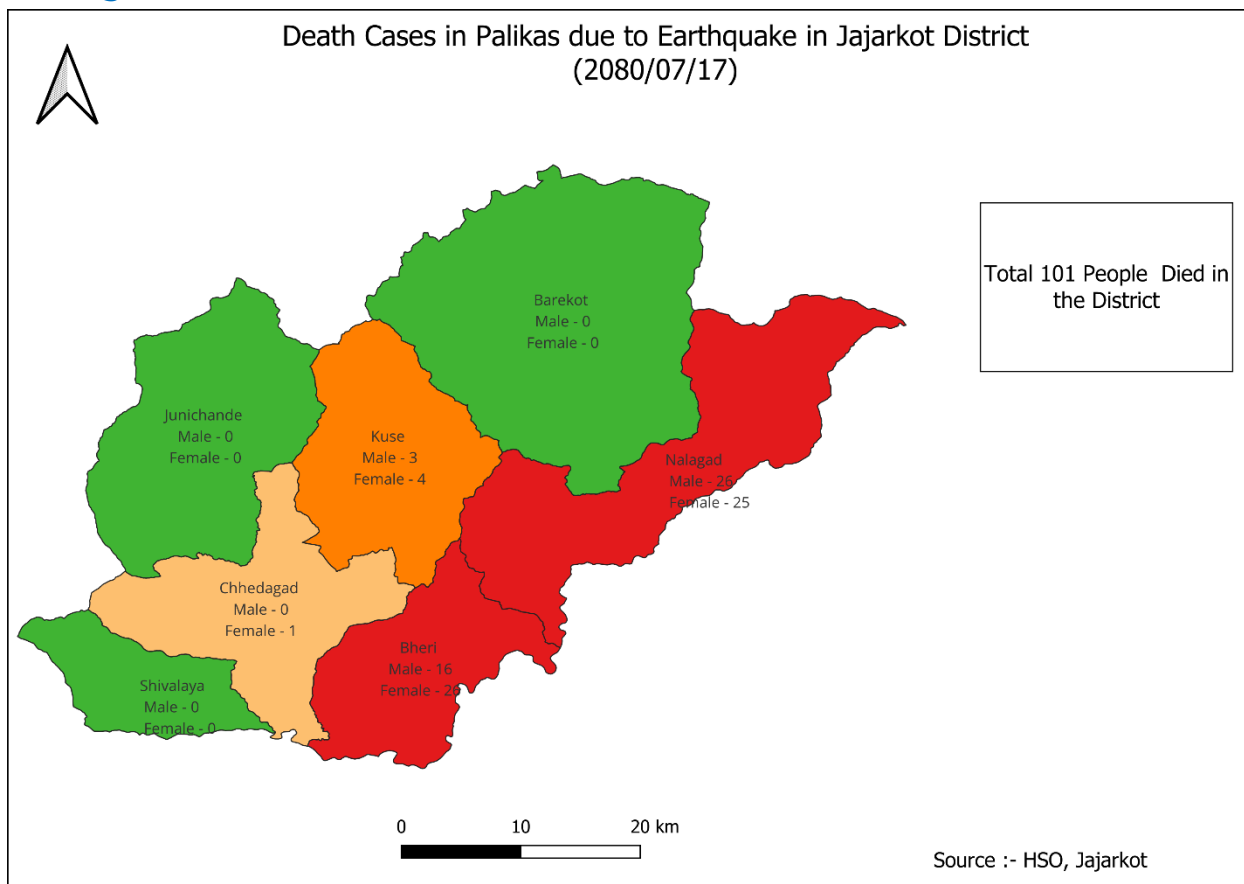 Death Cases in Palikas due to Earthquake in Jajarkot District
(2080/07/17)
Total 101 People Died in
the District
Barekot
Male - 0
Female - 0
Junichande
Male - 0
Female - 0
Kuse
Male - 3
Female - 4
Nalagad
Male - 26
Female - 25
Chhedagad
Male - 0
Female - 1
Bheri
Male - 16
Female - 26
Shivalaya
Male - 0
Female - 0
0 10 20 km
Source :- HSO, Jajarkot